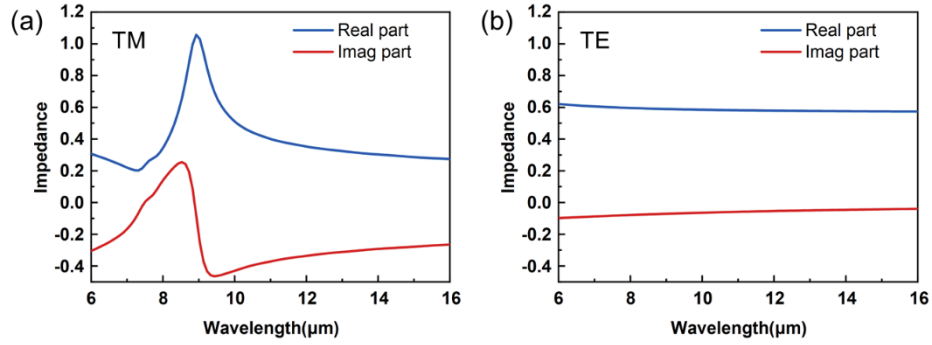 (a)
TM
Real part
Imag part
Impedance
1.2
1.0
0.8
0.6
0.4
0.2
0.0
-0.2
-0.4
6 8 10 12 14 16
Wavelength(μm)
(b)
TE
Real part
Imag part
Impedance
1.2
1.0
0.8
0.6
0.4
0.2
0.0
-0.2
-0.4
6 8 10 12 14 16
Wavelength(μm)